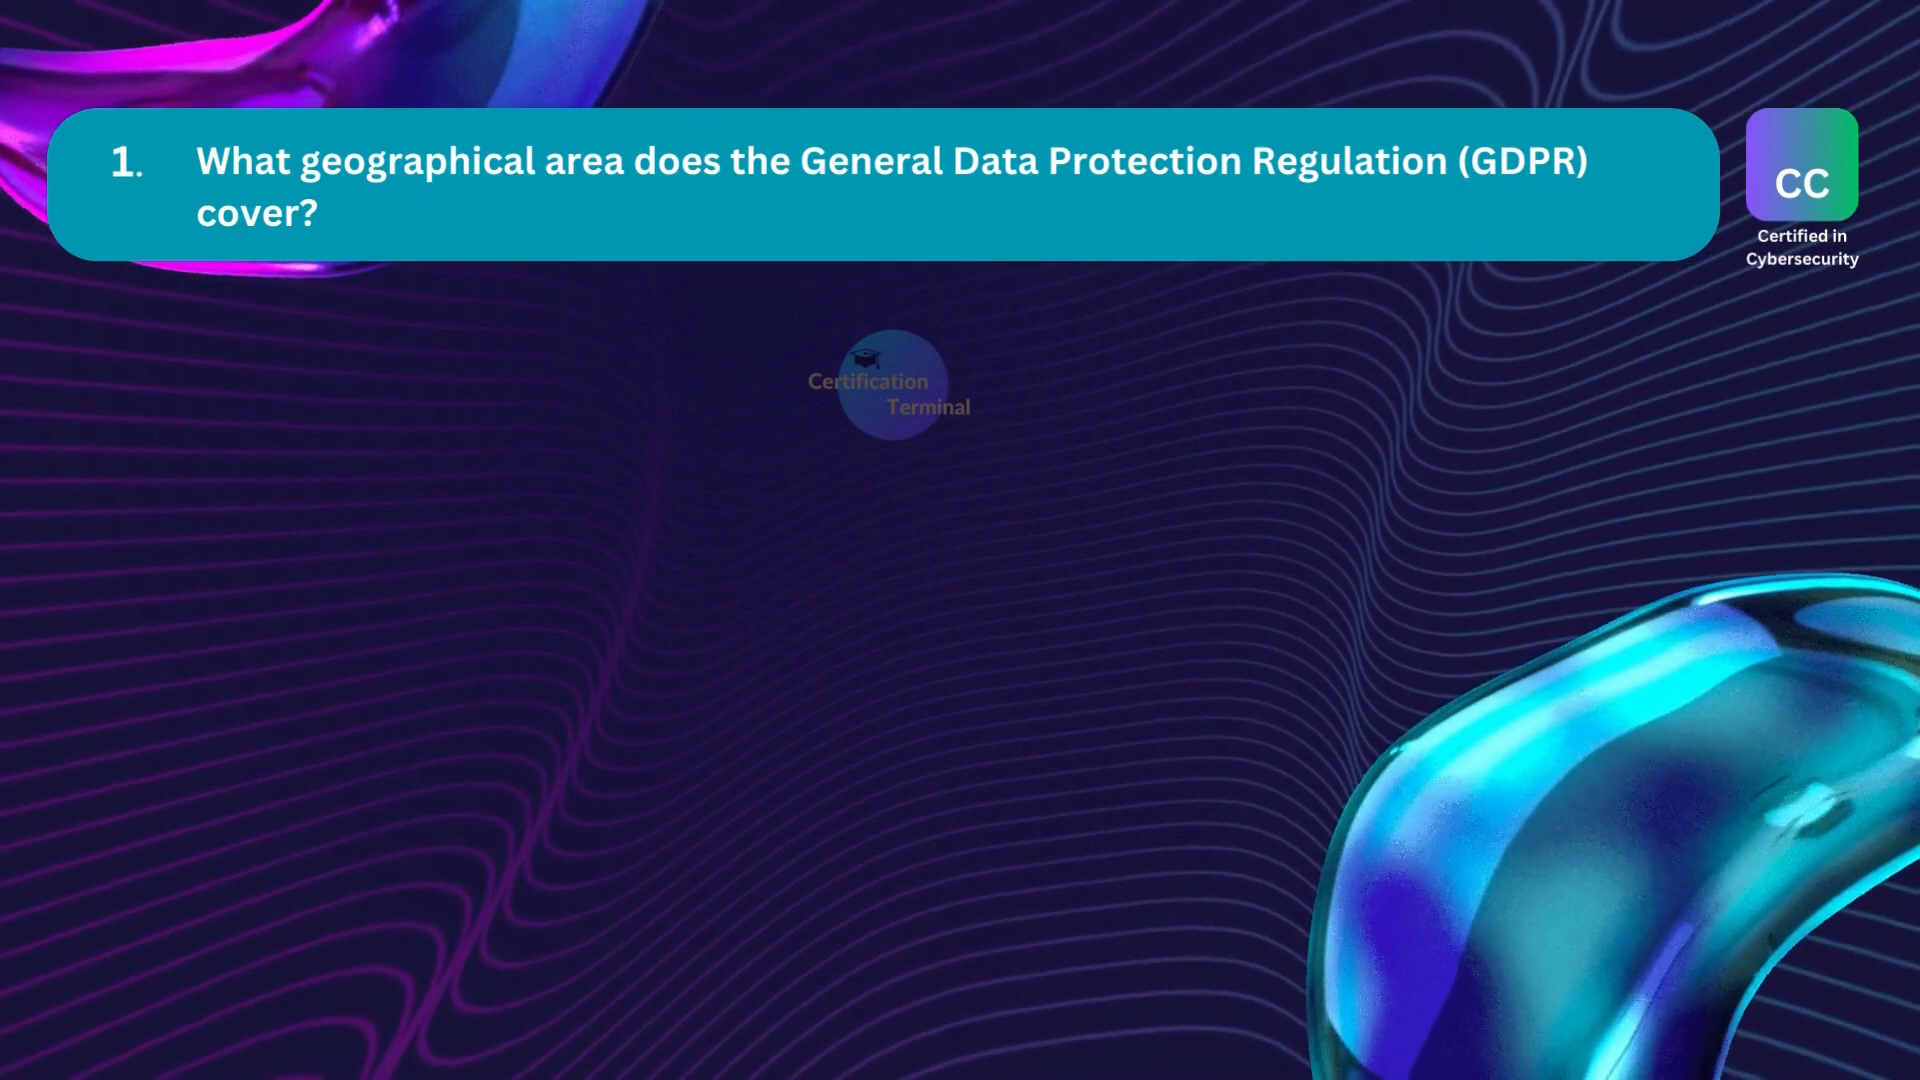 1. What geographical area does the General Data Protection Regulation (GDPR)
cover?
CC
Certified in
Cybersecurity
Certification
Terminal